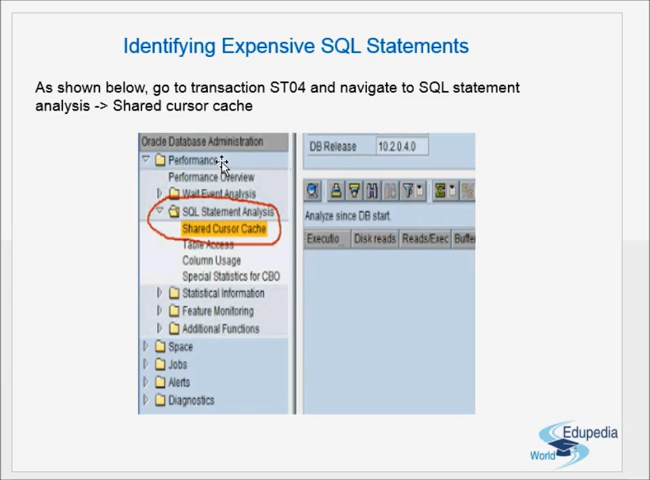 Identifying Expensive SQL Statements
As shown below, go to transaction ST04 and navigate to SQL statement
analysis -> Shared cursor cache
Oracle Database Administration
Performance
Performance Overview
Wait Event Analysis
SQL Statement Analysis
Shared Cursor Cache
Table Access
Column Usage
Special Statistics for CBO
Statistical Information
Feature Monitoring
Additional Functions
Space
Jobs
Alerts
Diagnostics
DB Release 10.2.0.4.0
Analyze since DB start.
Executio Disk reads Reads/Exec Buffe
Edupedia
World